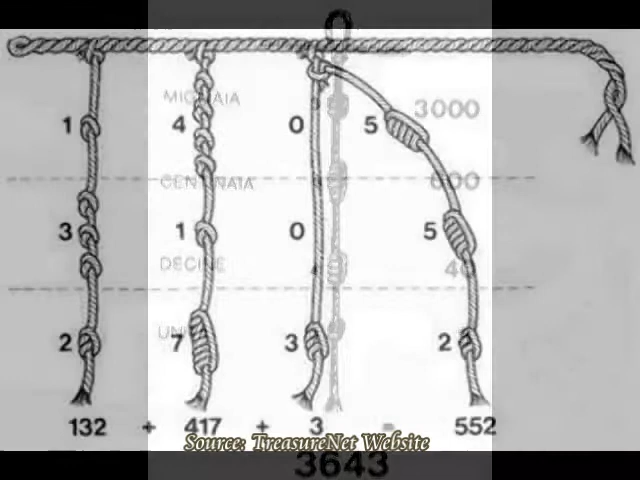 MIGLIAIA 3000
1 4 0 5
CENTINAIA 600
3 1 0 5
DECINE 40
UNITÀ
2 7 3 2
132 + 417 + 3 = 552
Source: TreasureNet Website
3643